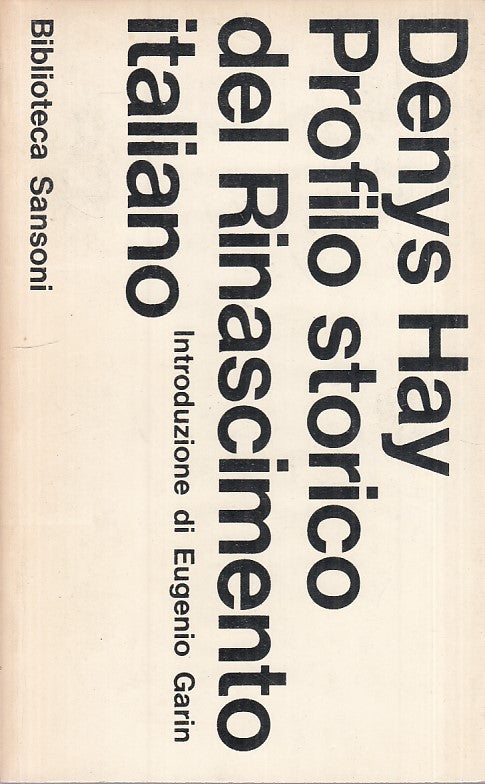 Denys Hay
Profilo storico
del Rinascimento
italiano
Introduzione di Eugenio Garin
Biblioteca Sansoni